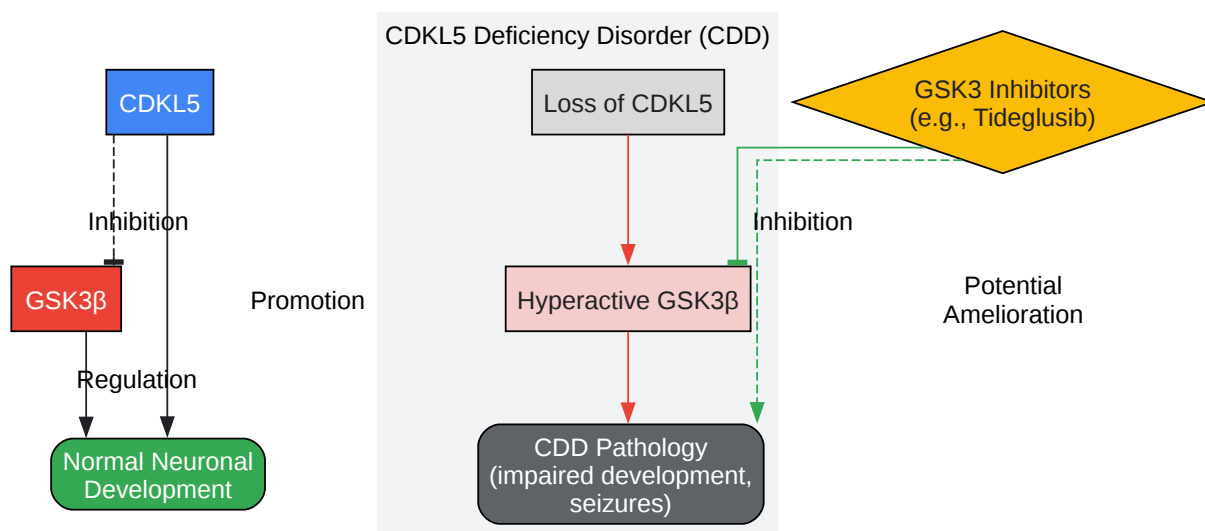 CDKL5 Deficiency Disorder (CDD)
CDKL5
Loss of CDKL5
GSK3 Inhibitors
(e.g., Tideglusib)
Inhibition
Inhibition
GSK3β
Promotion
Hyperactive GSK3β
Potential
Amelioration
Regulation
Normal Neuronal
Development
CDD Pathology
(impaired development,
seizures)